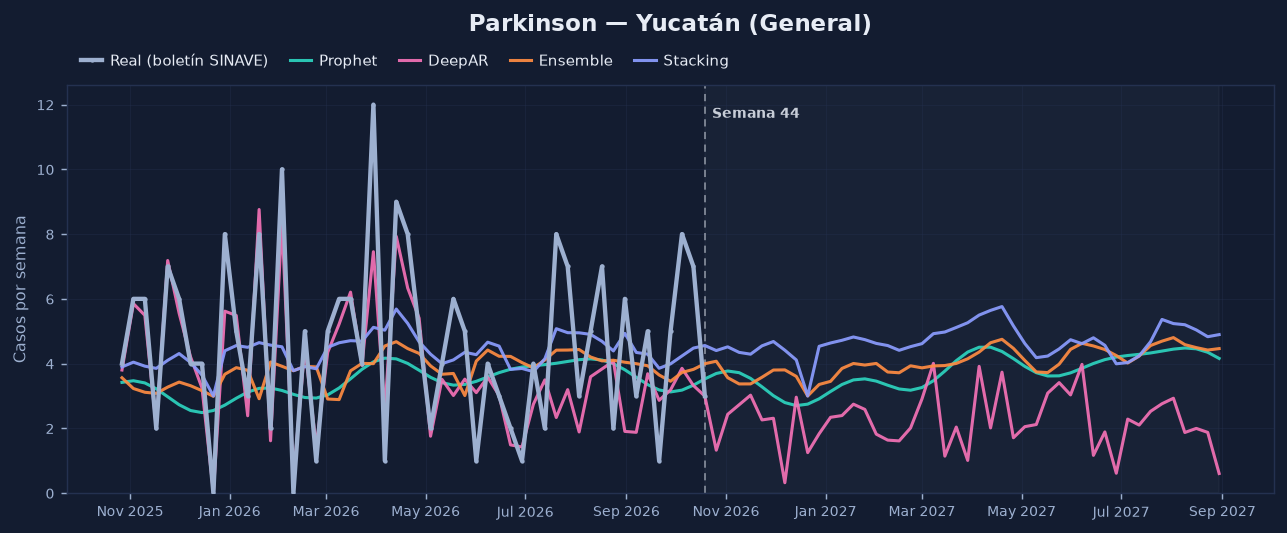 Parkinson — Yucatán (General)
Real (boletín SINAVE) Prophet DeepAR Ensemble Stacking
Semana 44
Casos por semana
12
10
8
6
4
2
0
Nov 2025 Jan 2026 Mar 2026 May 2026 Jul 2026 Sep 2026 Nov 2026 Jan 2027 Mar 2027 May 2027 Jul 2027 Sep 2027